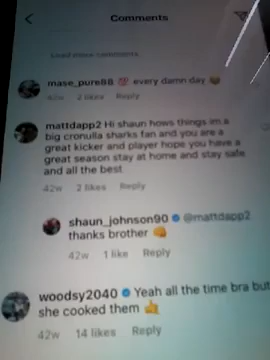 Comments
Load more comments
mase_pure88 💯 every damn day 😂
42w 2 likes Reply
mattdapp2 Hi shaun hows things im a
big cronulla sharks fan and you are a
great kicker and player hope you have a
great season stay at home and stay safe
and all the best
42w 2 likes Reply
shaun_johnson90 @mattdapp2
thanks brother 👊
42w 1 like Reply
woodsy2040 Yeah all the time bra but
she cooked them 👍
42w 14 likes Reply